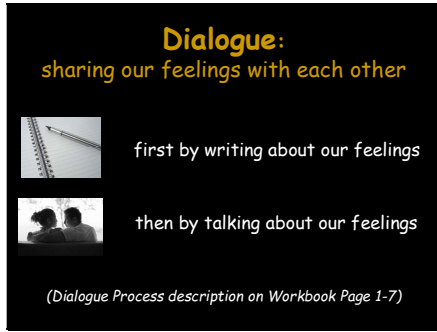 Dialogue:
sharing our feelings with each other
first by writing about our feelings
then by talking about our feelings
(Dialogue Process description on Workbook Page 1-7)